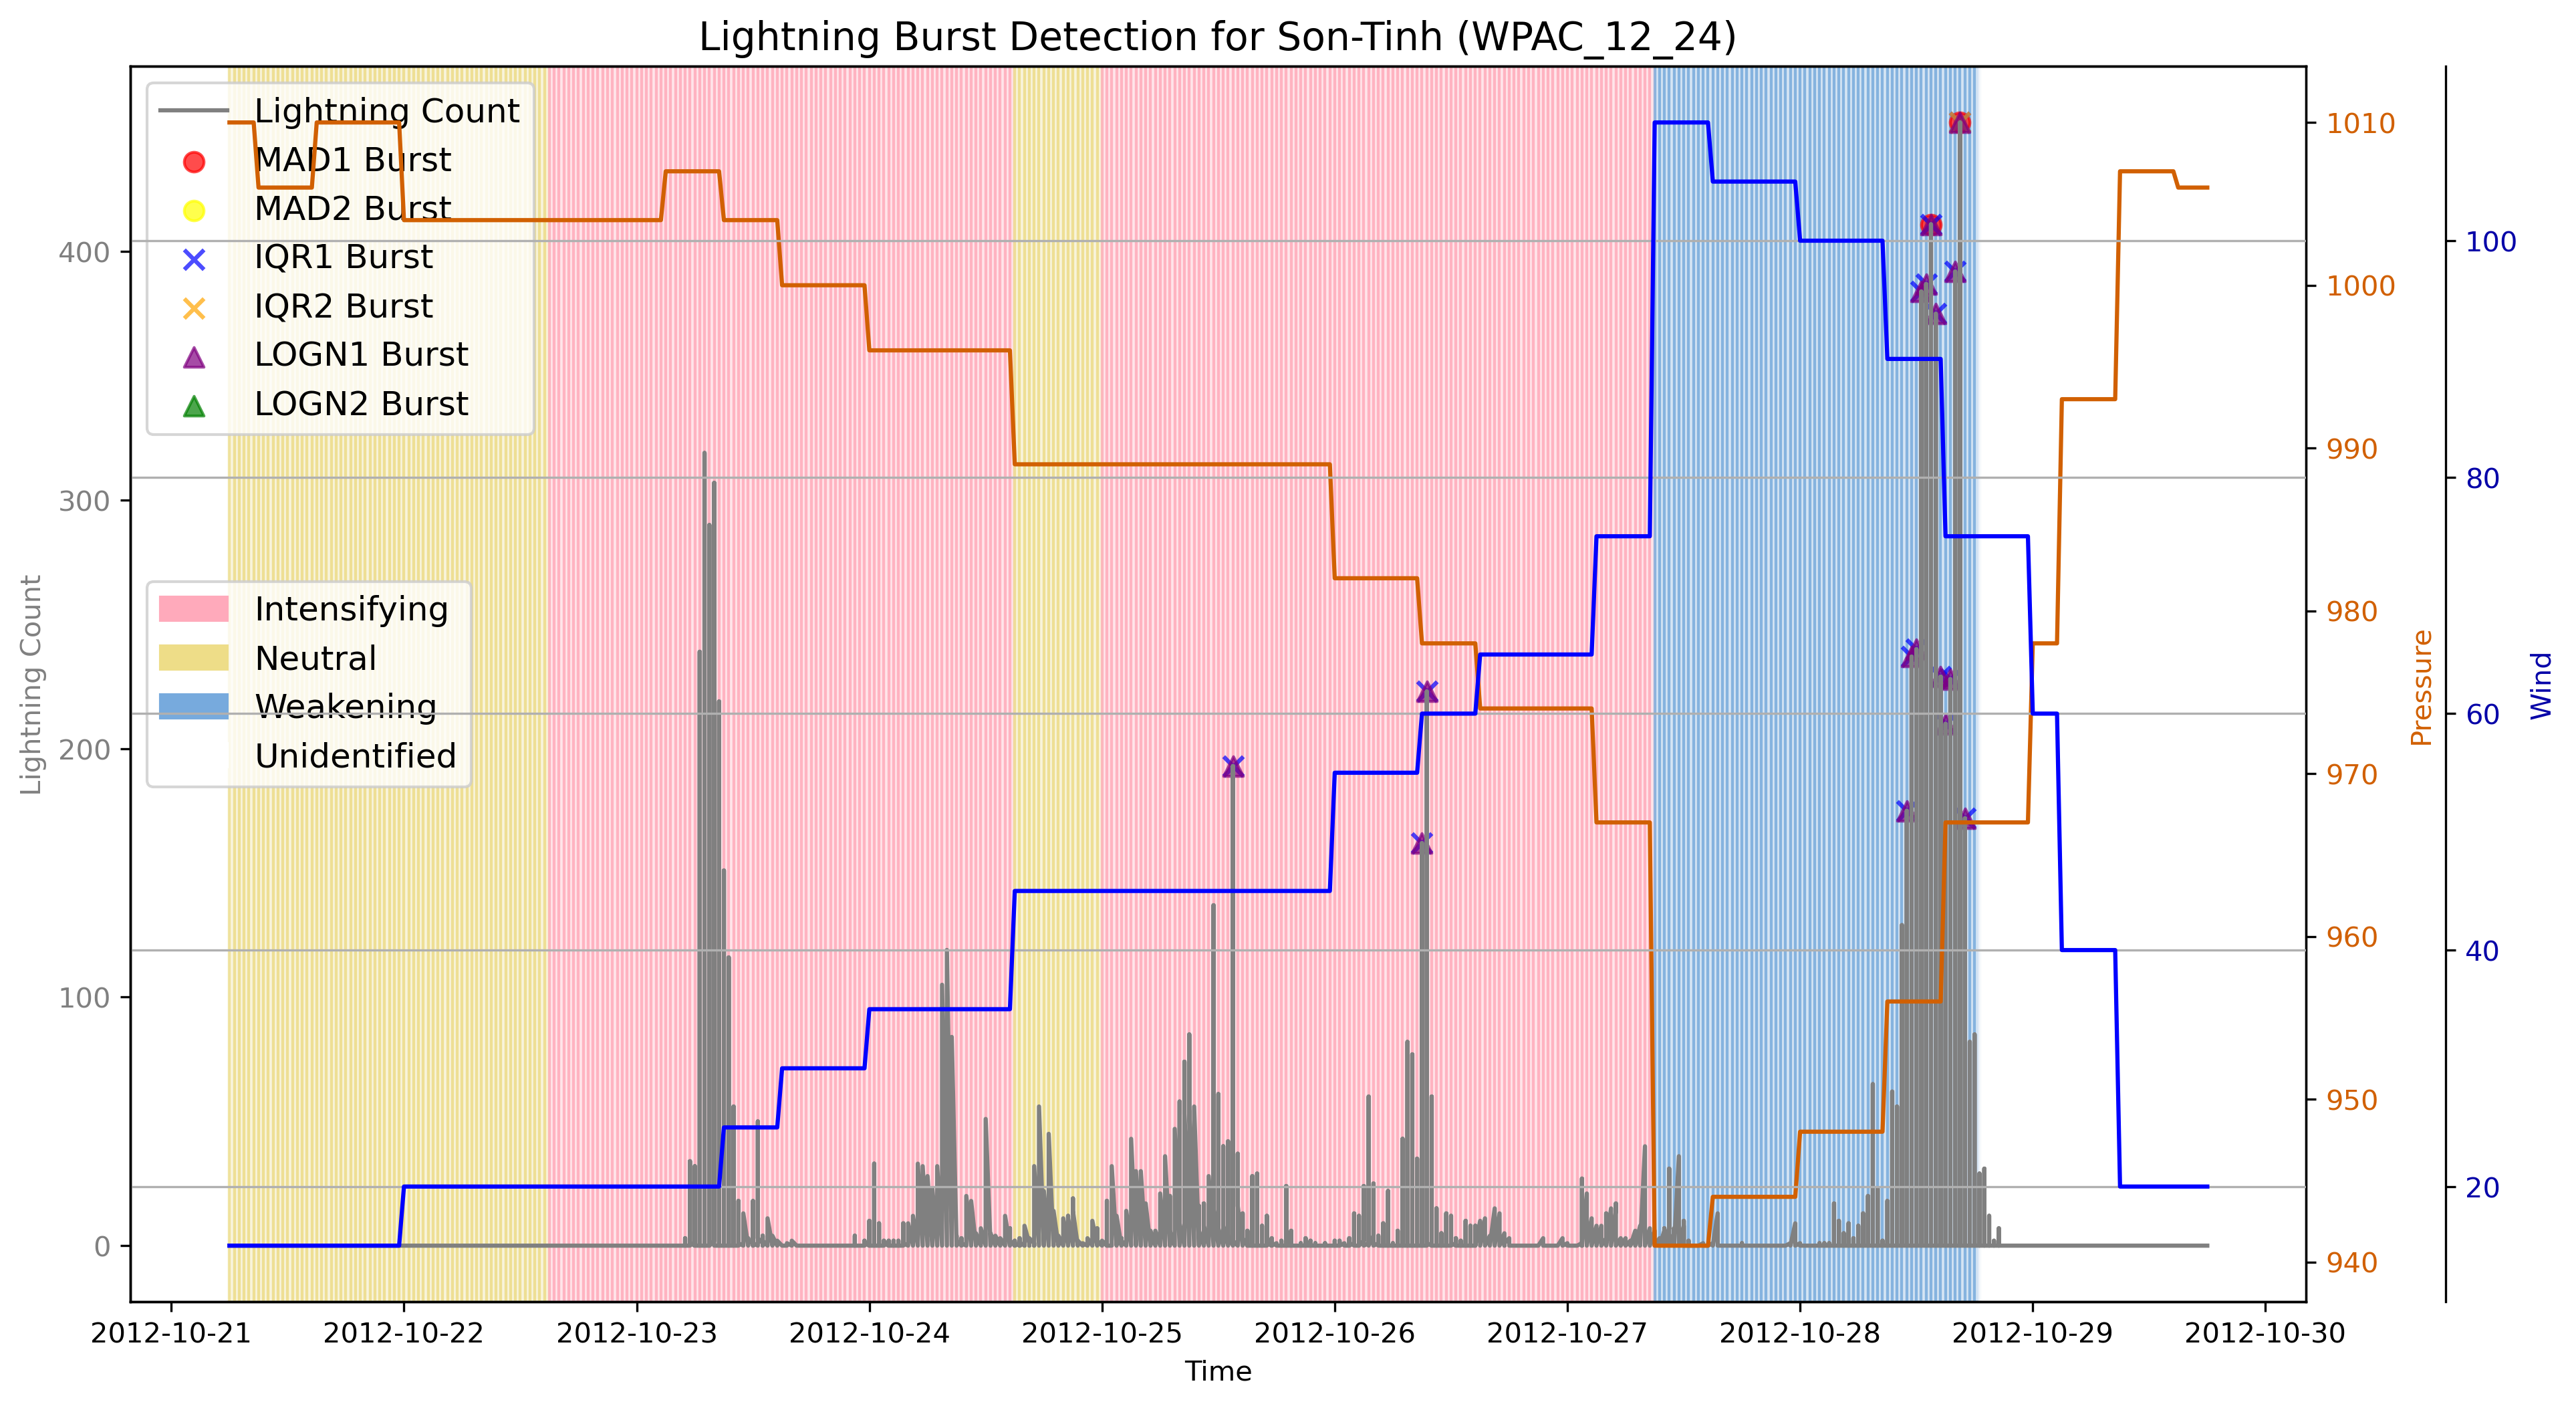 Lightning Burst Detection for Son-Tinh (WPAC_12_24)
Lightning Count
MAD1 Burst
MAD2 Burst
IQR1 Burst
IQR2 Burst
LOGN1 Burst
LOGN2 Burst
Intensifying
Neutral
Weakening
Unidentified
Lightning Count
400
300
200
100
0
1010
1000
990
980
970
960
950
940
Pressure
100
80
60
40
20
Wind
2012-10-21 2012-10-22 2012-10-23 2012-10-24 2012-10-25 2012-10-26 2012-10-27 2012-10-28 2012-10-29 2012-10-30
Time